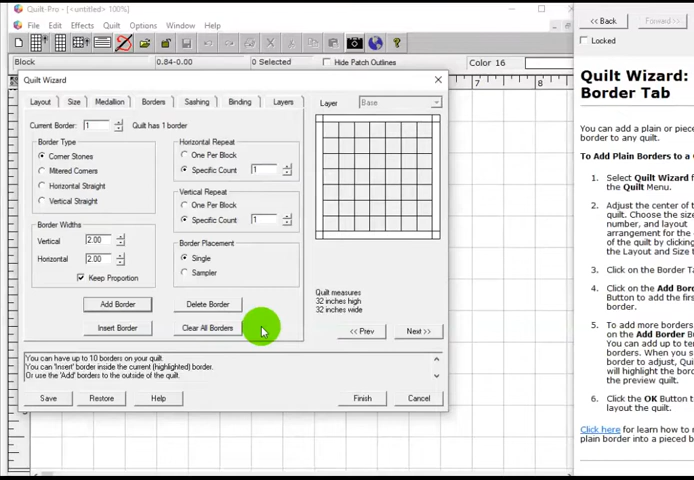 Quilt-Pro - [<untitled> 100%]
File Edit Effects Quilt Options Window Help
Block 0.84-0.00 0 Selected Hide Patch Outlines Color 16
7 8
Quilt Wizard
Layout Size Medallion Borders Sashing Binding Layers
Current Border: 1 Quilt has 1 border
Border Type
Corner Stones
Mitered Corners
Horizontal Straight
Vertical Straight
Border Widths
Vertical 2.00
Horizontal 2.00
Keep Proportion
Add Border
Insert Border
Horizontal Repeat
One Per Block
Specific Count 1
Vertical Repeat
One Per Block
Specific Count 1
Border Placement
Single
Sampler
Delete Border
Clear All Borders
Layer Base
Quilt measures
32 inches high
32 inches wide
<< Prev Next >>
You can have up to 10 borders on your quilt.
You can 'Insert' border inside the current (highlighted) border.
Or use the 'Add' borders to the outside of the quilt.
Save Restore Help Finish Cancel
<< Back Forward >>
Locked
Quilt Wizard:
Border Tab
You can add a plain or piec
border to any quilt.
To Add Plain Borders to a
1. Select Quilt Wizard f
the Quilt Menu.
2. Adjust the center of t
quilt. Choose the siz
number, and layout
arrangement for the
of the quilt by clicking
the Layout and Size t
3. Click on the Border T
4. Click on the Add Bor
Button to add the firs
border.
5. To add more borders
on the Add Border B
You can add up to ter
borders. When you s
border to adjust, Qui
will highlight the bor
the preview quilt.
6. Click the OK Button t
layout the quilt.
Click here for learn how to
plain border into a pieced b